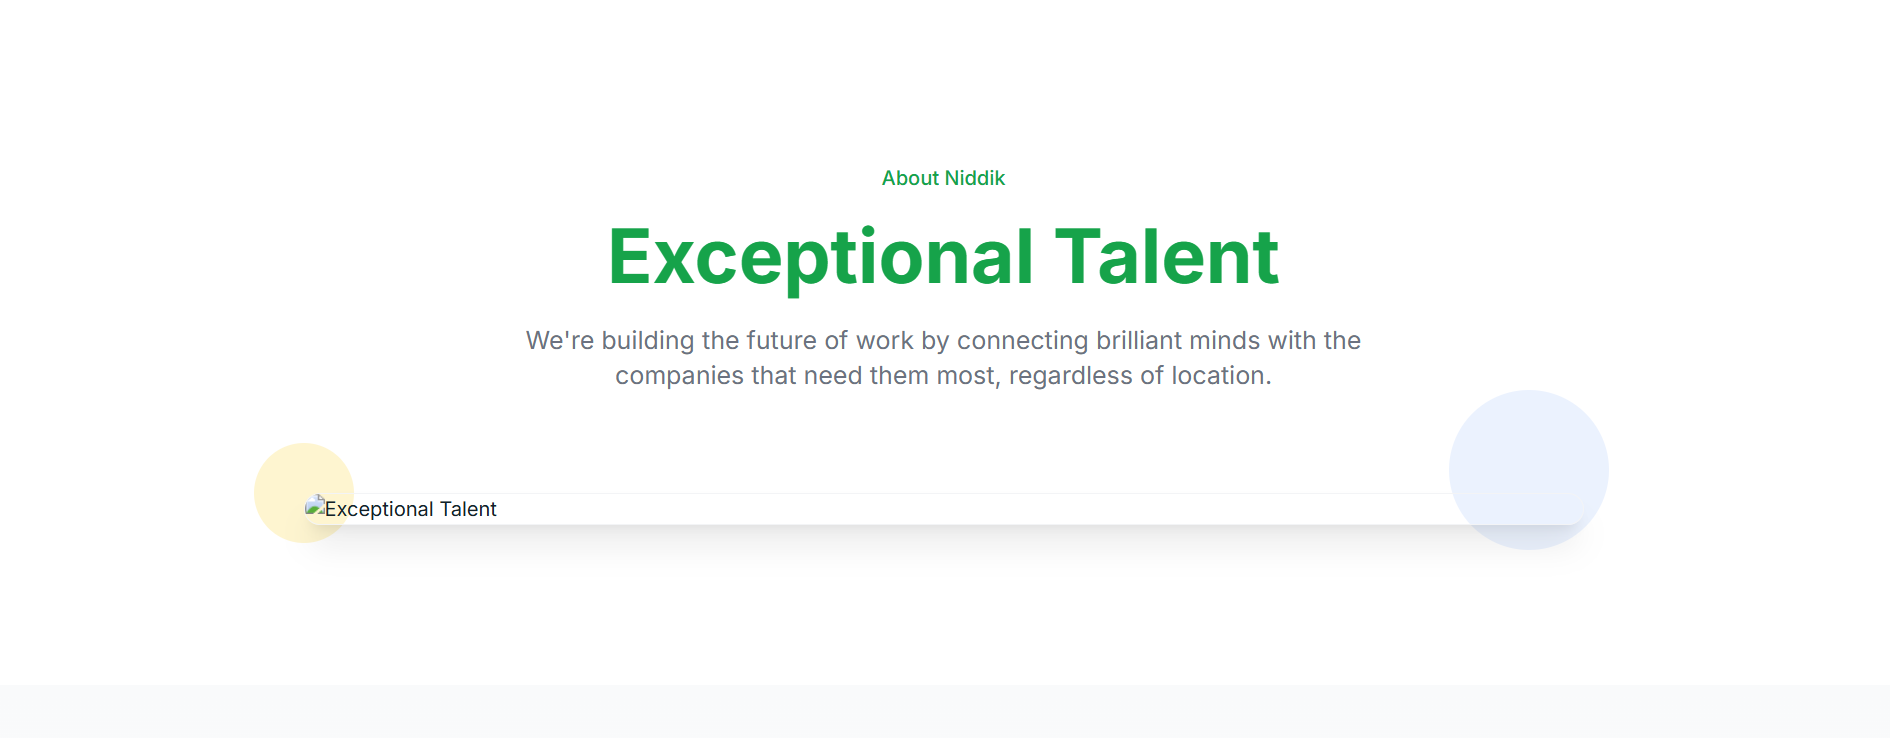 About Niddik
Exceptional Talent
We're building the future of work by connecting brilliant minds with the
companies that need them most, regardless of location.
Exceptional Talent